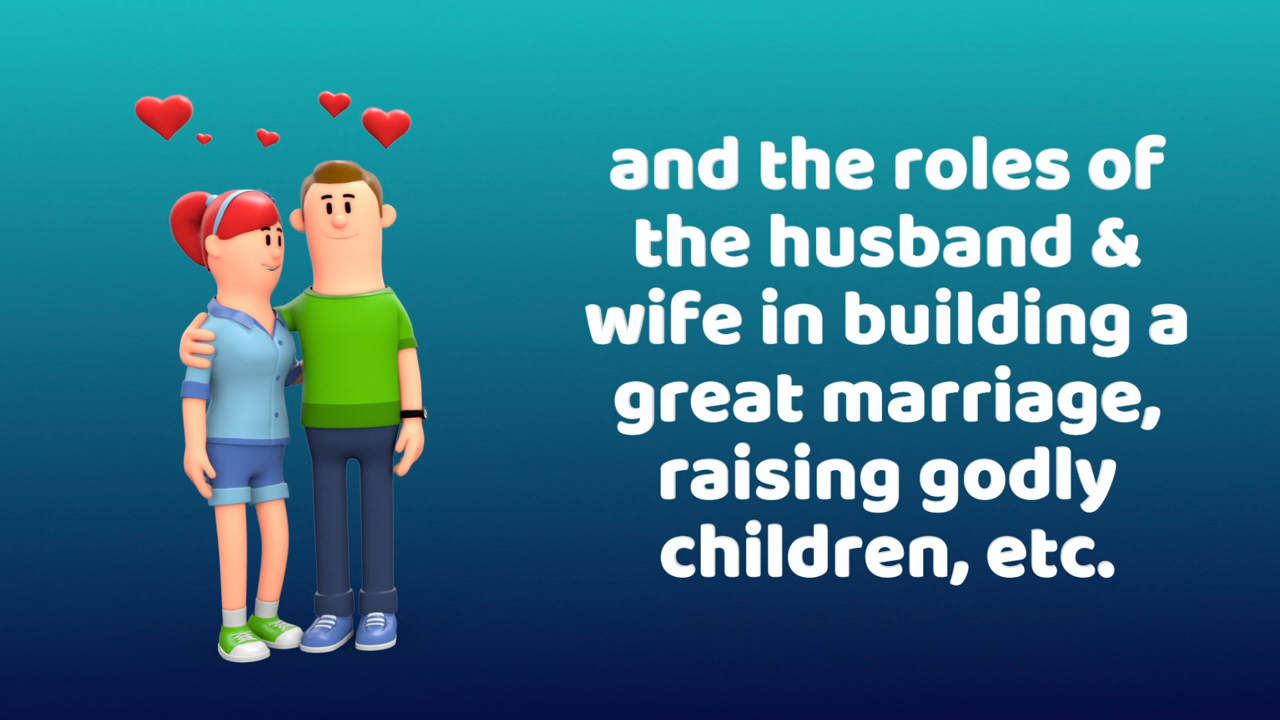 and the roles of
the husband &
wife in building a
great marriage,
raising godly
children, etc.